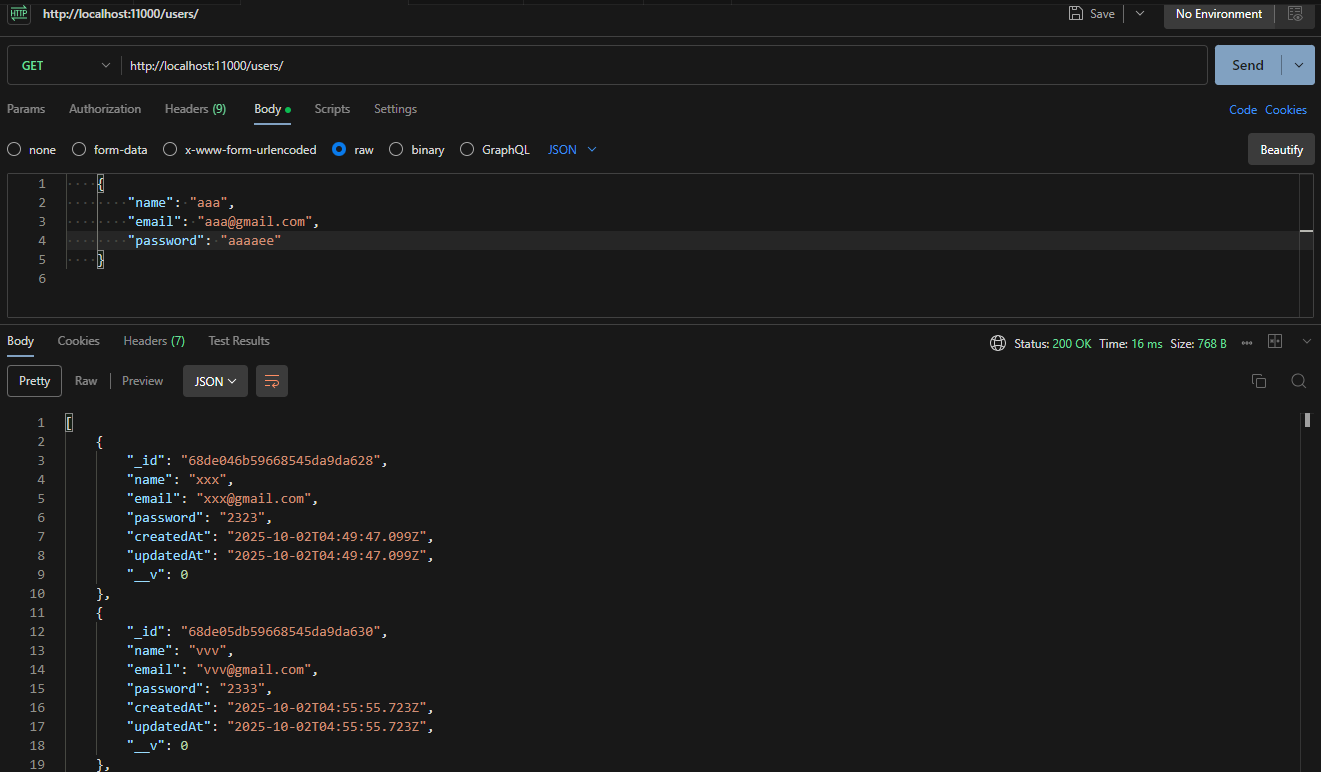 HTTP http://localhost:11000/users/ Save No Environment
GET http://localhost:11000/users/ Send
Params Authorization Headers (9) Body Scripts Settings Code Cookies
none form-data x-www-form-urlencoded raw binary GraphQL JSON Beautify
1 {
2 "name": "aaa",
3 "email": "aaa@gmail.com",
4 "password": "aaaaee"
5 }
6
Body Cookies Headers (7) Test Results Status: 200 OK Time: 16 ms Size: 768 B
Pretty Raw Preview JSON
1 [
2 {
3 "_id": "68de046b59668545da9da628",
4 "name": "xxx",
5 "email": "xxx@gmail.com",
6 "password": "2323",
7 "createdAt": "2025-10-02T04:49:47.099Z",
8 "updatedAt": "2025-10-02T04:49:47.099Z",
9 "__v": 0
10 },
11 {
12 "_id": "68de05db59668545da9da630",
13 "name": "vvv",
14 "email": "vvv@gmail.com",
15 "password": "2333",
16 "createdAt": "2025-10-02T04:55:55.723Z",
17 "updatedAt": "2025-10-02T04:55:55.723Z",
18 "__v": 0
19 },